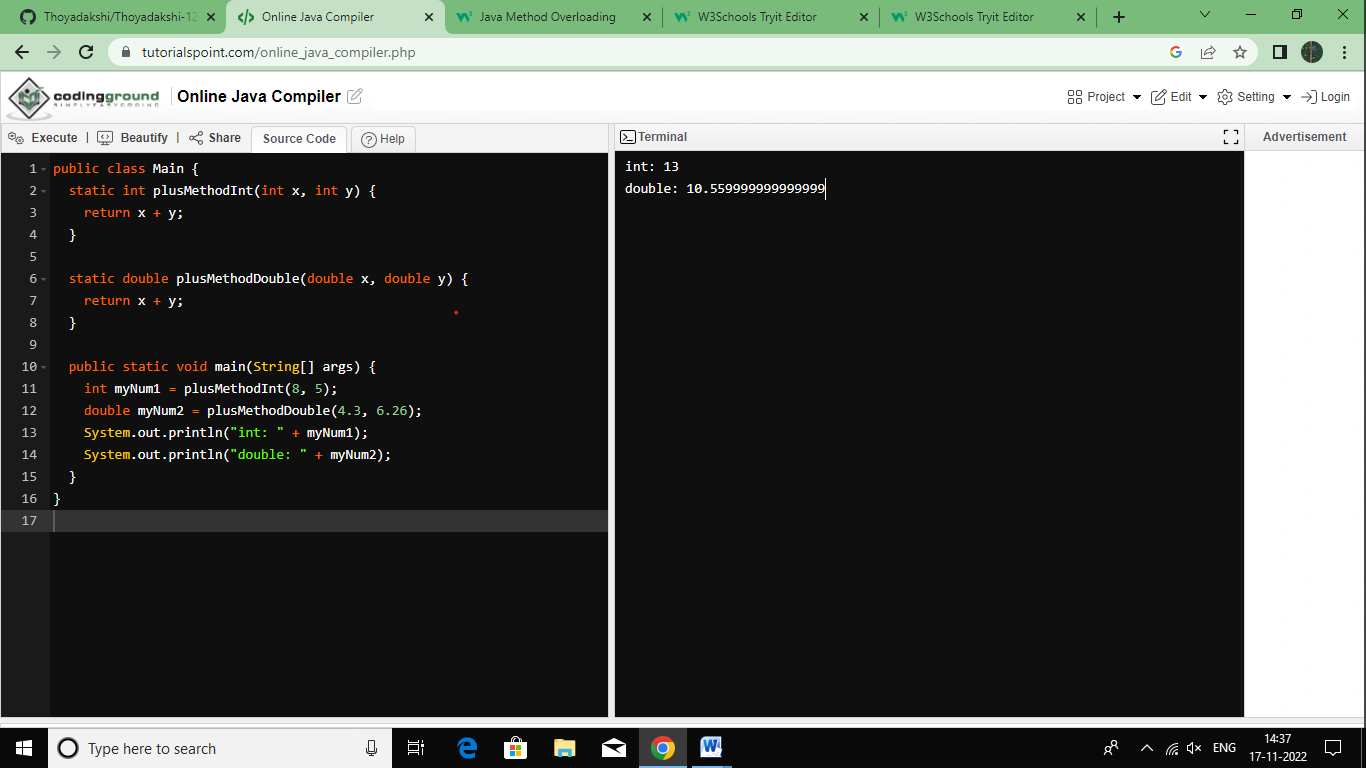 Thoyadakshi/Thoyadakshi-12
Online Java Compiler
Java Method Overloading
W3Schools Tryit Editor
W3Schools Tryit Editor
tutorialspoint.com/online_java_compiler.php
codingground
SIMPLYEASYCODING
Online Java Compiler
Project
Edit
Setting
Login
Execute | Beautify | Share
Source Code
Help
Terminal
Advertisement
1 public class Main {
2 static int plusMethodInt(int x, int y) {
3 return x + y;
4 }
5
6 static double plusMethodDouble(double x, double y) {
7 return x + y;
8 }
9
10 public static void main(String[] args) {
11 int myNum1 = plusMethodInt(8, 5);
12 double myNum2 = plusMethodDouble(4.3, 6.26);
13 System.out.println("int: " + myNum1);
14 System.out.println("double: " + myNum2);
15 }
16 }
17
int: 13
double: 10.559999999999999
Type here to search
ENG
14:37
17-11-2022